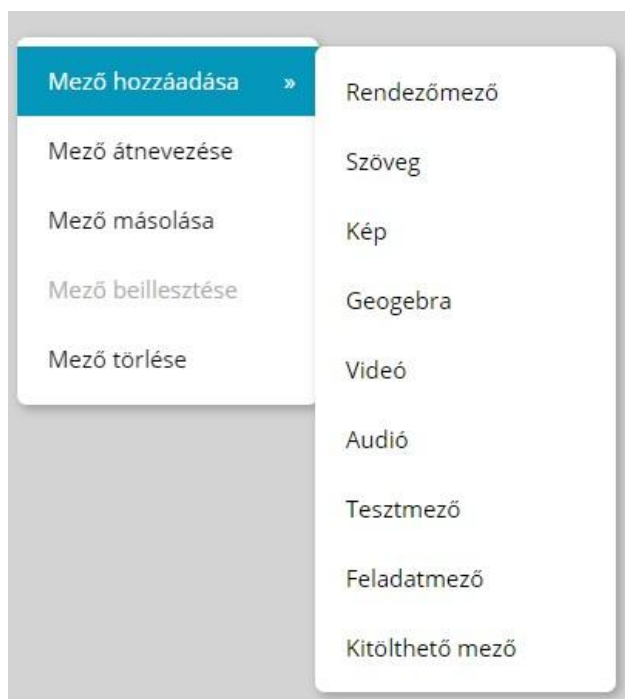 Mező hozzáadása »
Mező átnevezése
Mező másolása
Mező beillesztése
Mező törlése
Rendezőmező
Szöveg
Kép
Geogebra
Videó
Audió
Tesztmező
Feladatmező
Kitölthető mező